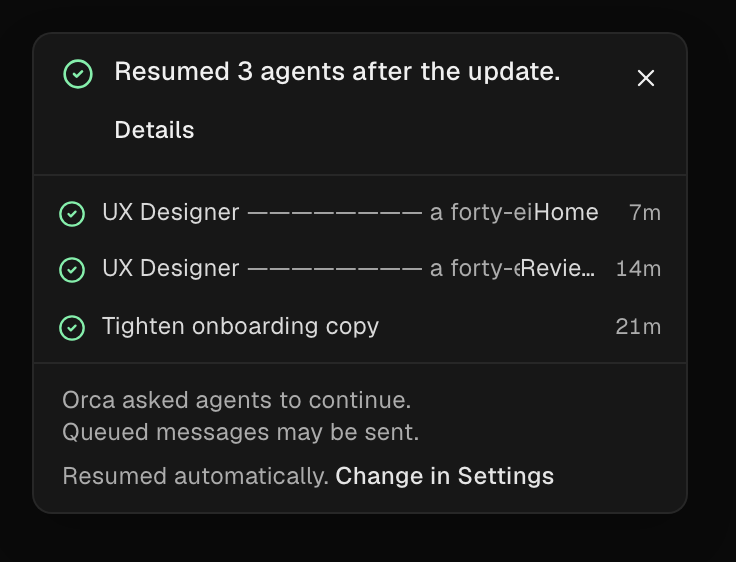 Resumed 3 agents after the update.
Details
UX Designer ———————— a forty-eiHome 7m
UX Designer ———————— a forty-eRevie... 14m
Tighten onboarding copy 21m
Orca asked agents to continue.
Queued messages may be sent.
Resumed automatically. Change in Settings